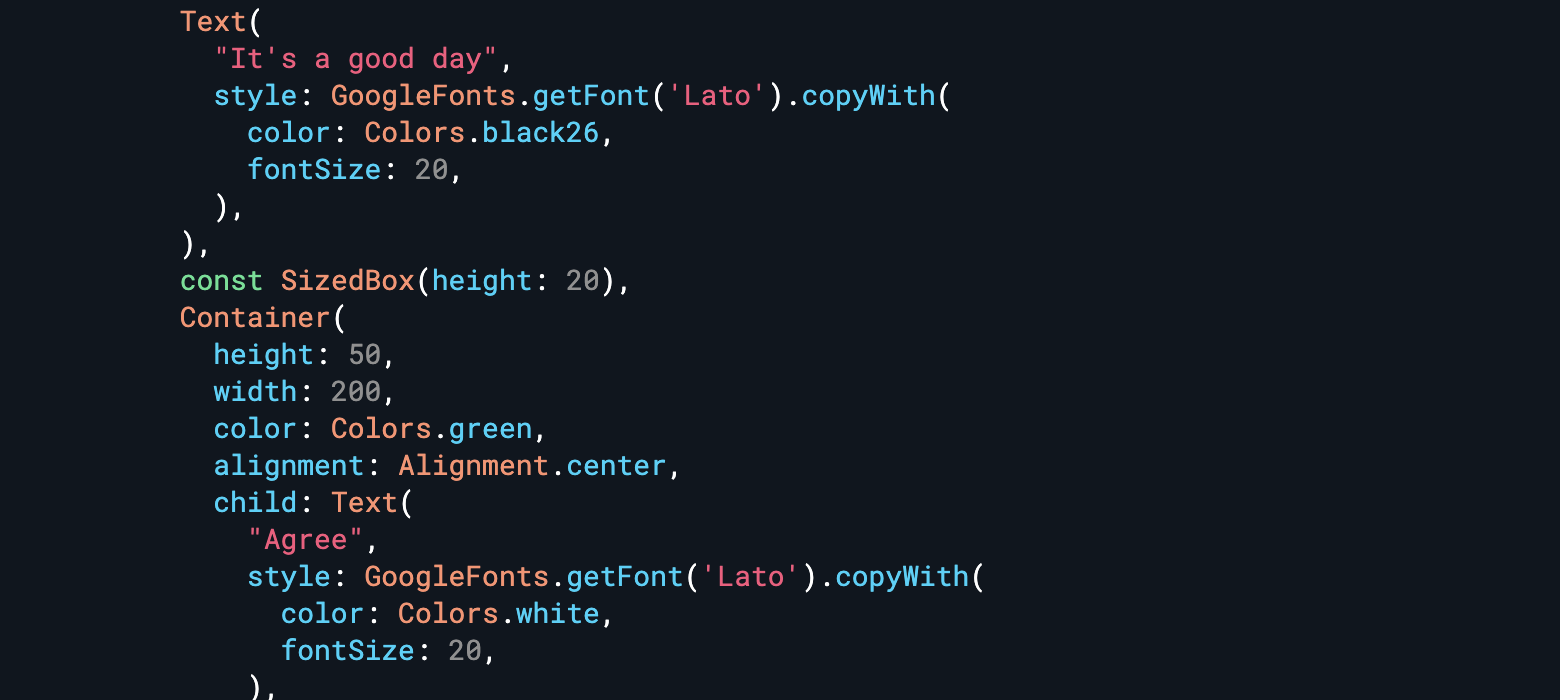 Text(
  "It's a good day",
  style: GoogleFonts.getFont('Lato').copyWith(
    color: Colors.black26,
    fontSize: 20,
  ),
),
const SizedBox(height: 20),
Container(
  height: 50,
  width: 200,
  color: Colors.green,
  alignment: Alignment.center,
  child: Text(
    "Agree",
    style: GoogleFonts.getFont('Lato').copyWith(
      color: Colors.white,
      fontSize: 20,
    ),